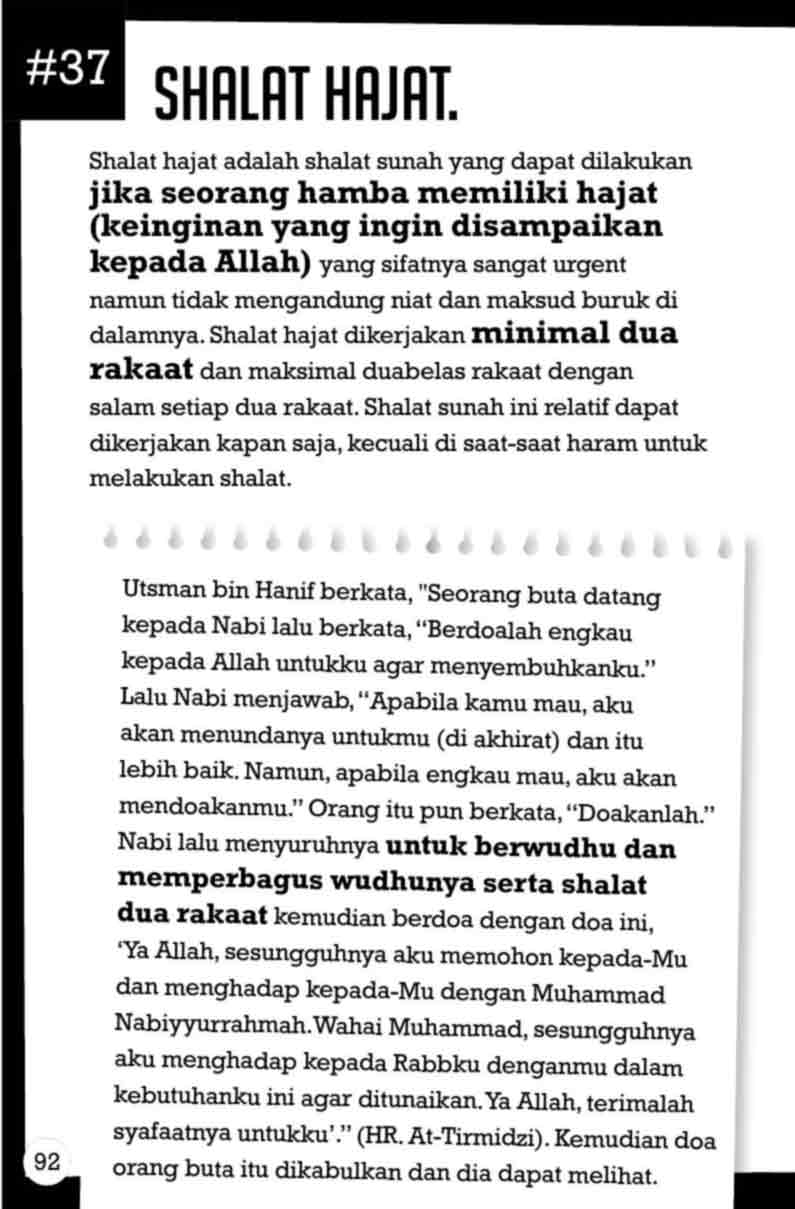 #37
SHALAT HAJAT.
Shalat hajat adalah shalat sunah yang dapat dilakukan
jika seorang hamba memiliki hajat
(keinginan yang ingin disampaikan
kepada Allah) yang sifatnya sangat urgent
namun tidak mengandung niat dan maksud buruk di
dalamnya. Shalat hajat dikerjakan minimal dua
rakaat dan maksimal duabelas rakaat dengan
salam setiap dua rakaat. Shalat sunah ini relatif dapat
dikerjakan kapan saja, kecuali di saat-saat haram untuk
melakukan shalat.
Utsman bin Hanif berkata, "Seorang buta datang
kepada Nabi lalu berkata, “Berdoalah engkau
kepada Allah untukku agar menyembuhkanku.”
Lalu Nabi menjawab, “Apabila kamu mau, aku
akan menundanya untukmu (di akhirat) dan itu
lebih baik. Namun, apabila engkau mau, aku akan
mendoakanmu.” Orang itu pun berkata, “Doakanlah.”
Nabi lalu menyuruhnya untuk berwudhu dan
memperbagus wudhunya serta shalat
dua rakaat kemudian berdoa dengan doa ini,
‘Ya Allah, sesungguhnya aku memohon kepada-Mu
dan menghadap kepada-Mu dengan Muhammad
Nabiyyurrahmah. Wahai Muhammad, sesungguhnya
aku menghadap kepada Rabbku denganmu dalam
kebutuhanku ini agar ditunaikan. Ya Allah, terimalah
syafaatnya untukku’.” (HR. At-Tirmidzi). Kemudian doa
orang buta itu dikabulkan dan dia dapat melihat.
92